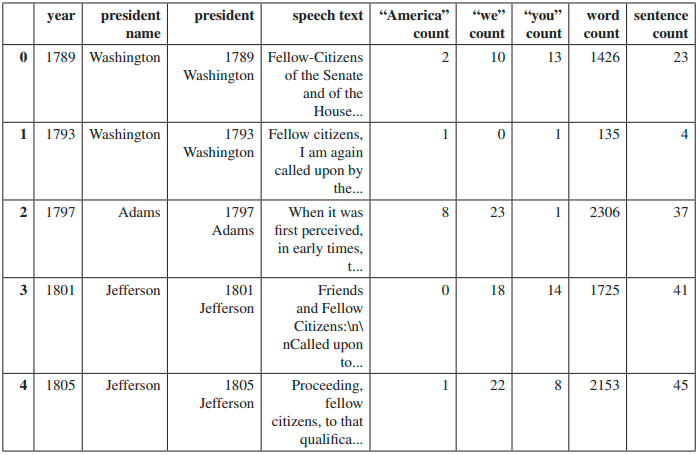 year president name president speech text “America” count “we” count “you” count word count sentence count
0 1789 Washington 1789 Washington Fellow-Citizens of the Senate and of the House... 2 10 13 1426 23
1 1793 Washington 1793 Washington Fellow citizens, I am again called upon by the... 1 0 1 135 4
2 1797 Adams 1797 Adams When it was first perceived, in early times, t... 8 23 1 2306 37
3 1801 Jefferson 1801 Jefferson Friends and Fellow Citizens:\n\nCalled upon to... 0 18 14 1725 41
4 1805 Jefferson 1805 Jefferson Proceeding, fellow citizens, to that qualifica... 1 22 8 2153 45